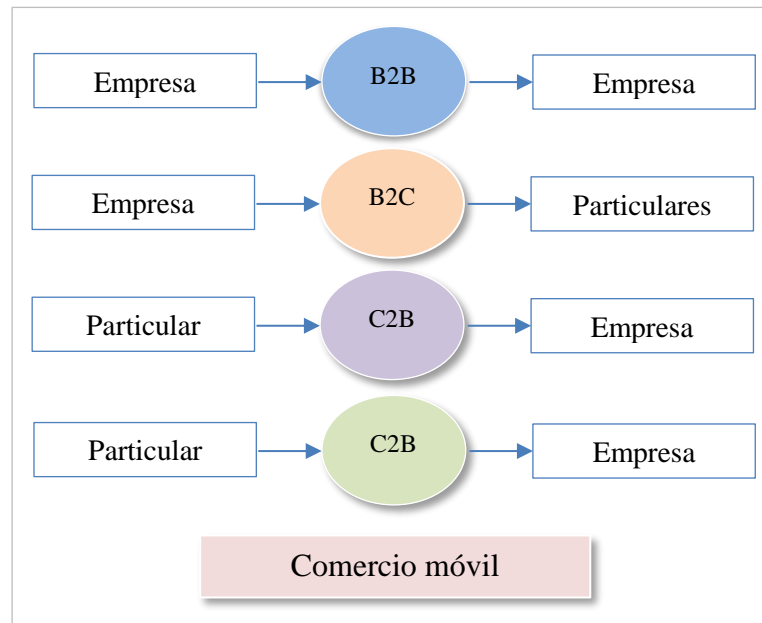 Empresa B2B Empresa
Empresa B2C Particulares
Particular C2B Empresa
Particular C2B Empresa
Comercio móvil